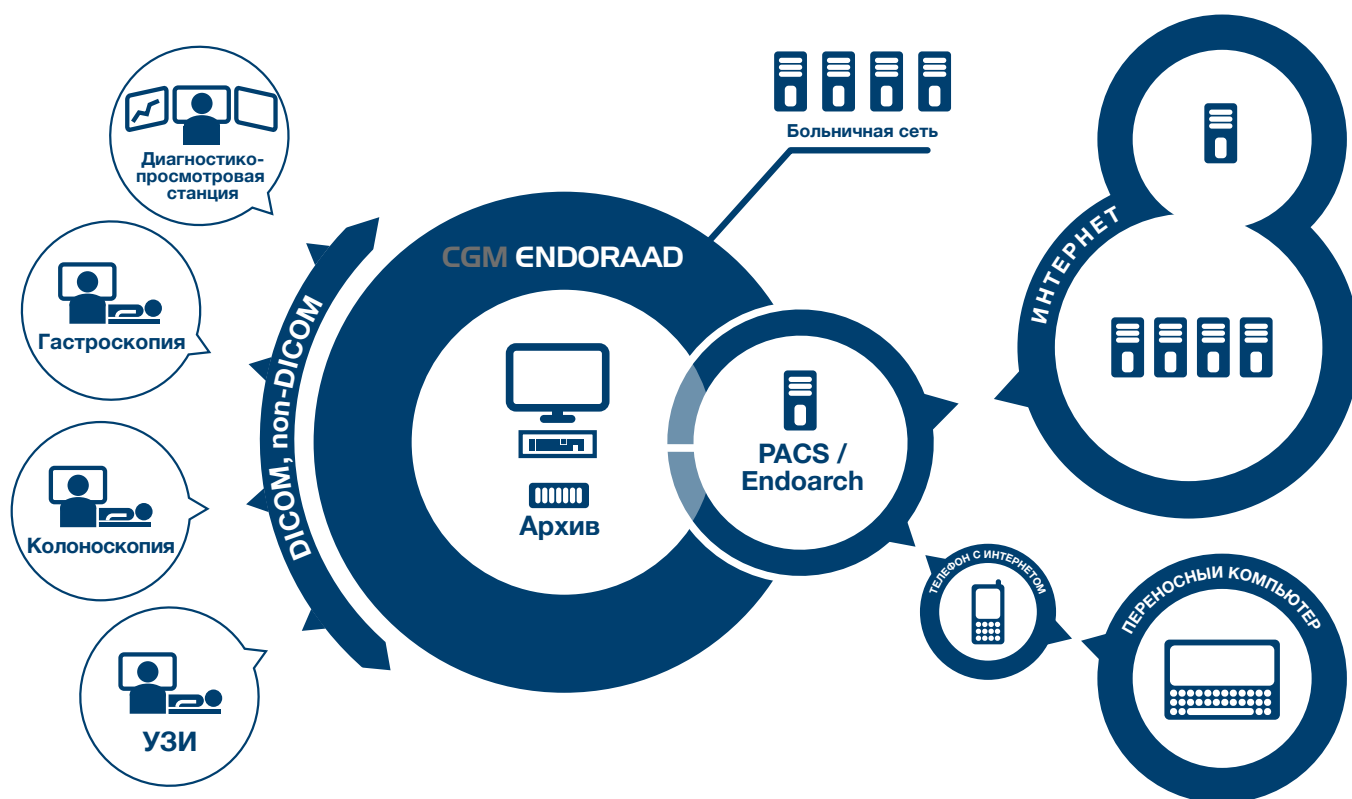 Диагностико-
просмотровая
станция
Гастроскопия
Колоноскопия
УЗИ
DICOM, non-DICOM
CGM ENDORAAD
Архив
Больничная сеть
PACS /
Endoarch
ИНТЕРНЕТ
ТЕЛЕФОН С ИНТЕРНЕТОМ
ПЕРЕНОСНЫЙ КОМПЬЮТЕР